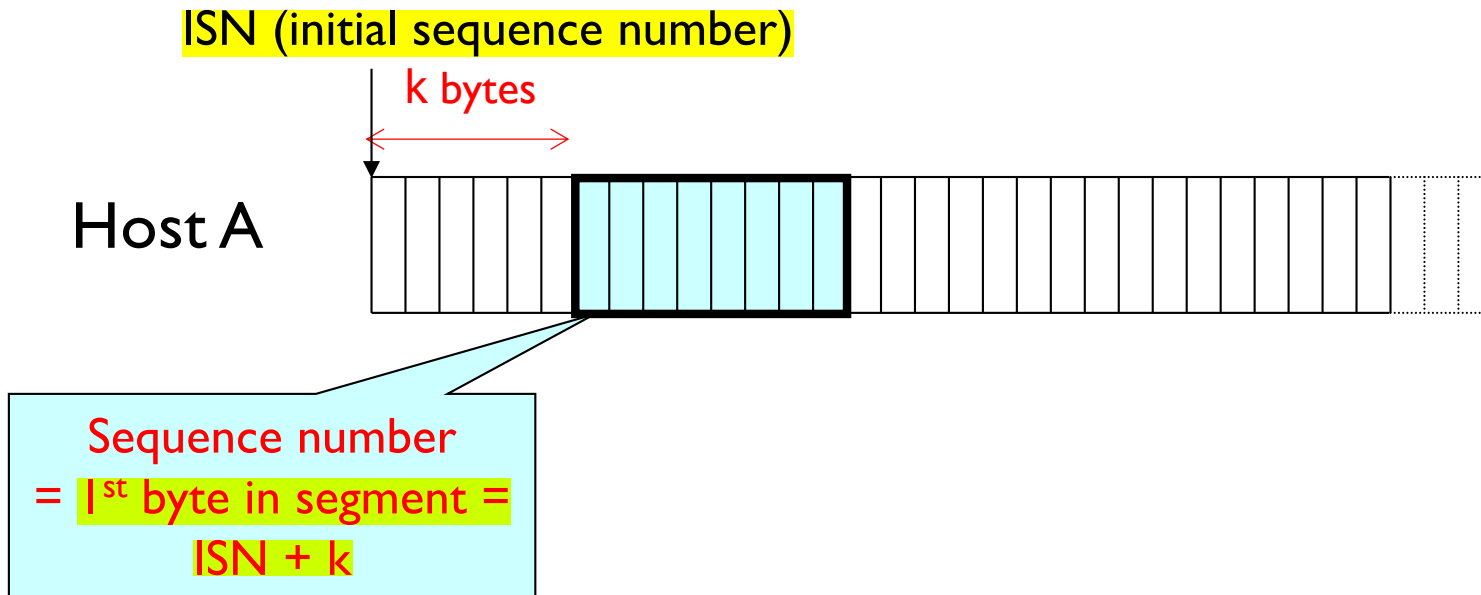 ISN (initial sequence number)
k bytes
Host A
Sequence number
= 1st byte in segment =
ISN + k